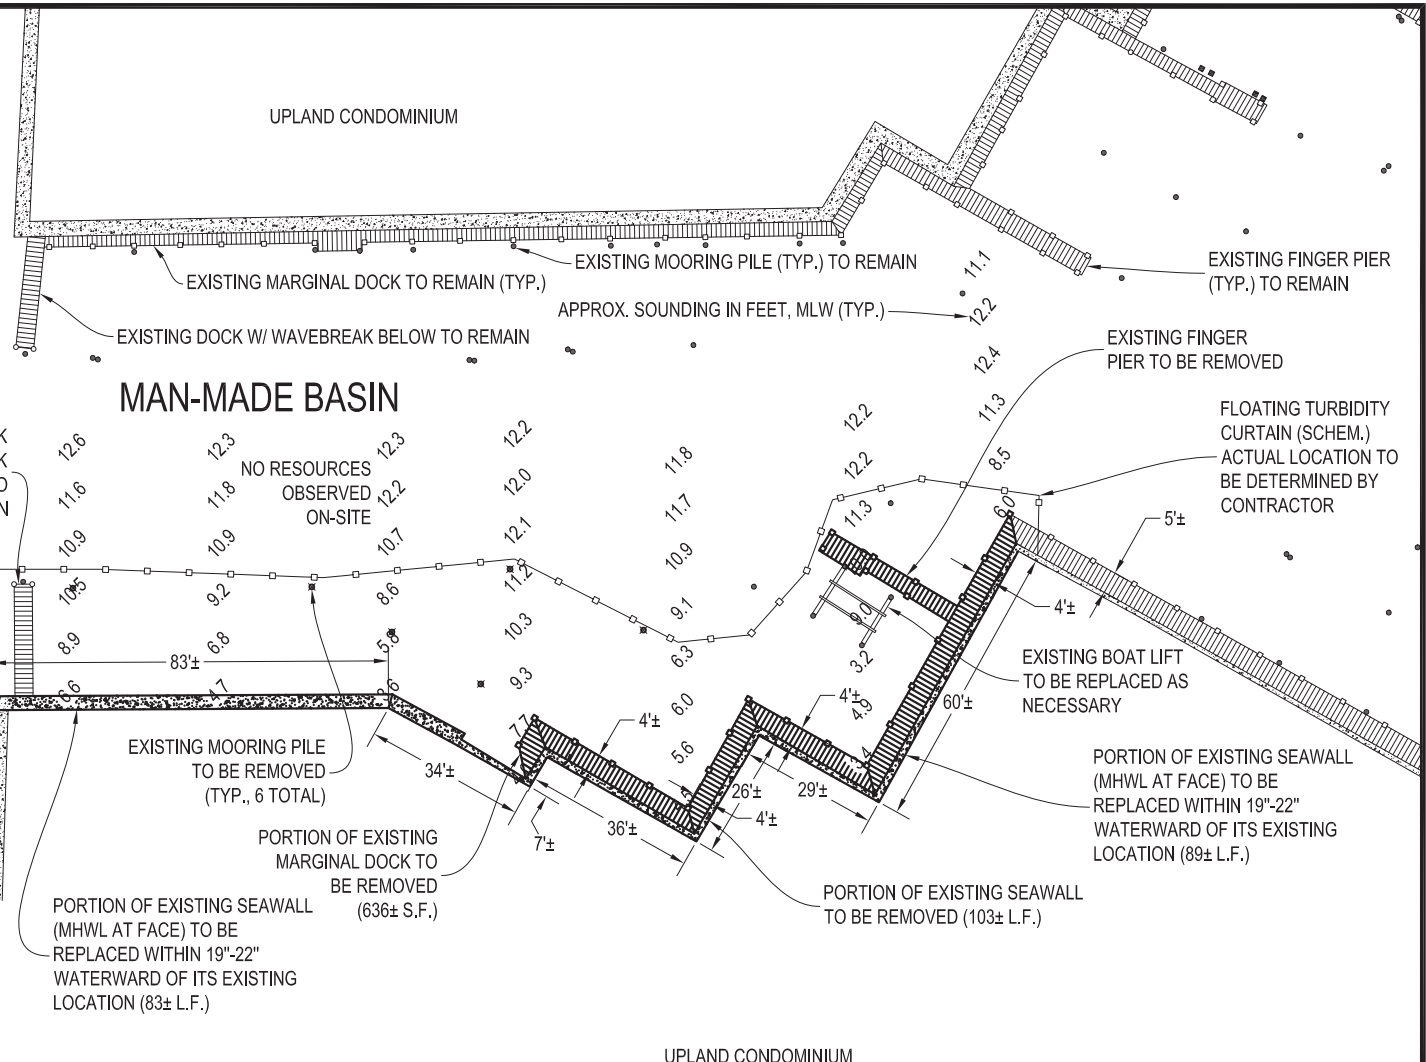 UPLAND CONDOMINIUM
EXISTING MARGINAL DOCK TO REMAIN (TYP.)
EXISTING MOORING PILE (TYP.) TO REMAIN
11.1
EXISTING FINGER PIER
(TYP.) TO REMAIN
APPROX. SOUNDING IN FEET, MLW (TYP.)
12.2
EXISTING DOCK W/ WAVEBREAK BELOW TO REMAIN
12.4
EXISTING FINGER
PIER TO BE REMOVED
MAN-MADE BASIN
11.3
FLOATING TURBIDITY
CURTAIN (SCHEM.)
ACTUAL LOCATION TO
BE DETERMINED BY
CONTRACTOR
K
K
O
N
12.6
12.3
12.3
12.2
11.8
12.2
NO RESOURCES
OBSERVED
ON-SITE
11.6
11.8
12.2
12.0
11.7
12.2
8.5
10.9
10.9
10.7
12.1
10.9
11.3
6.0
5'±
10.5
9.2
8.6
11.2
9.1
9.0
4'±
8.9
6.8
5.8
10.3
6.3
3.2
83'±
6.6
4.7
3.6
9.3
6.0
4.9
EXISTING BOAT LIFT
TO BE REPLACED AS
NECESSARY
60'±
4'±
4'±
7.7
5.6
3.4
EXISTING MOORING PILE
TO BE REMOVED
(TYP., 6 TOTAL)
34'±
26'±
29'±
4'±
36'±
7'±
PORTION OF EXISTING SEAWALL
(MHWL AT FACE) TO BE
REPLACED WITHIN 19"-22"
WATERWARD OF ITS EXISTING
LOCATION (89± L.F.)
PORTION OF EXISTING
MARGINAL DOCK TO
BE REMOVED
(636± S.F.)
PORTION OF EXISTING SEAWALL
TO BE REMOVED (103± L.F.)
PORTION OF EXISTING SEAWALL
(MHWL AT FACE) TO BE
REPLACED WITHIN 19"-22"
WATERWARD OF ITS EXISTING
LOCATION (83± L.F.)
UPLAND CONDOMINIUM